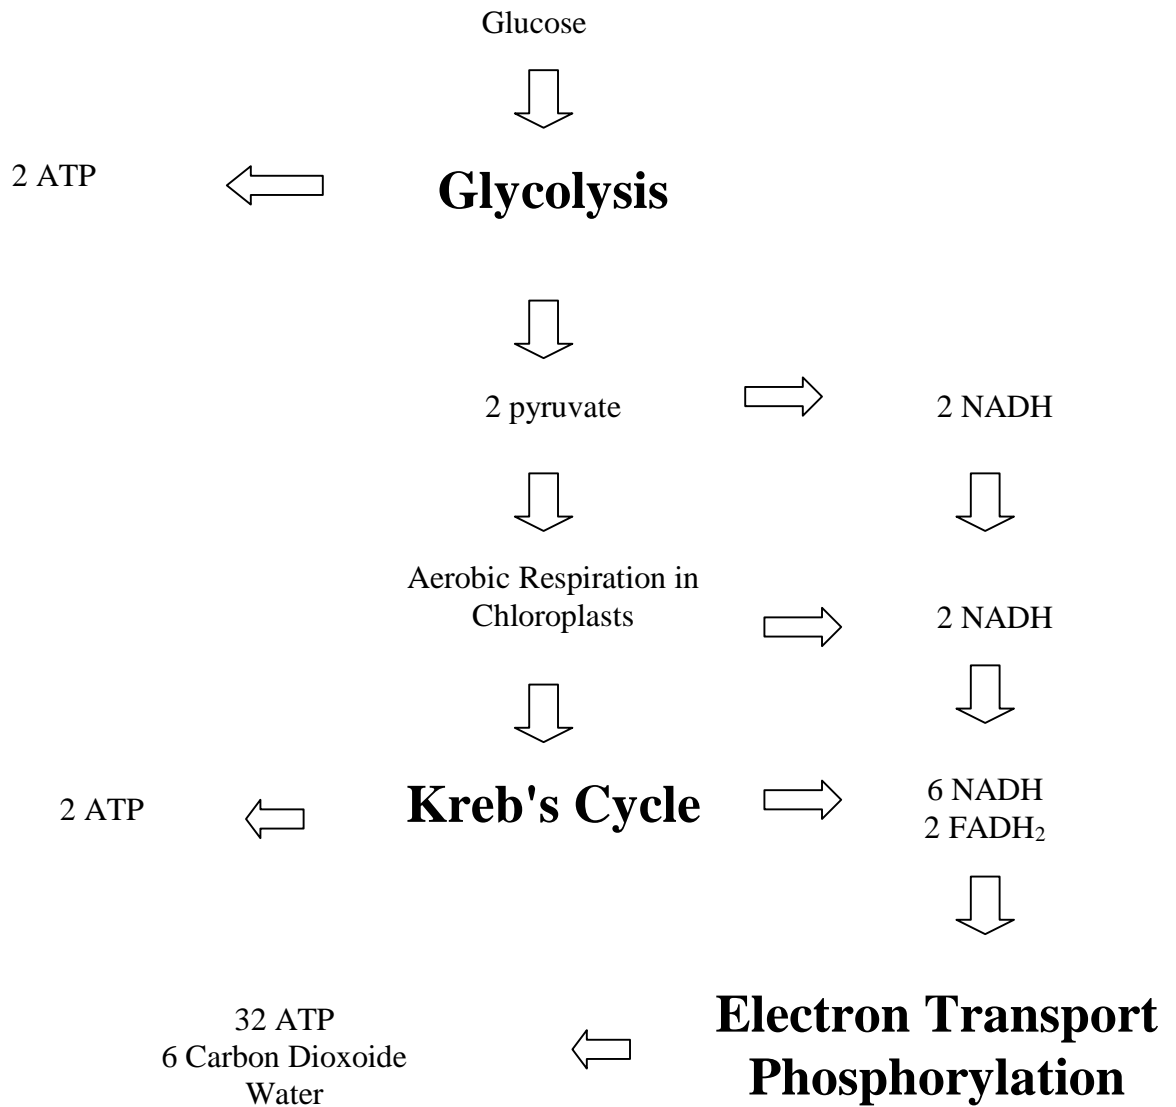 Glucose
2 ATP
Glycolysis
2 pyruvate
2 NADH
Aerobic Respiration in
Chloroplasts
2 NADH
2 ATP
Kreb's Cycle
6 NADH
2 FADH₂
32 ATP
6 Carbon Dioxoide
Water
Electron Transport
Phosphorylation